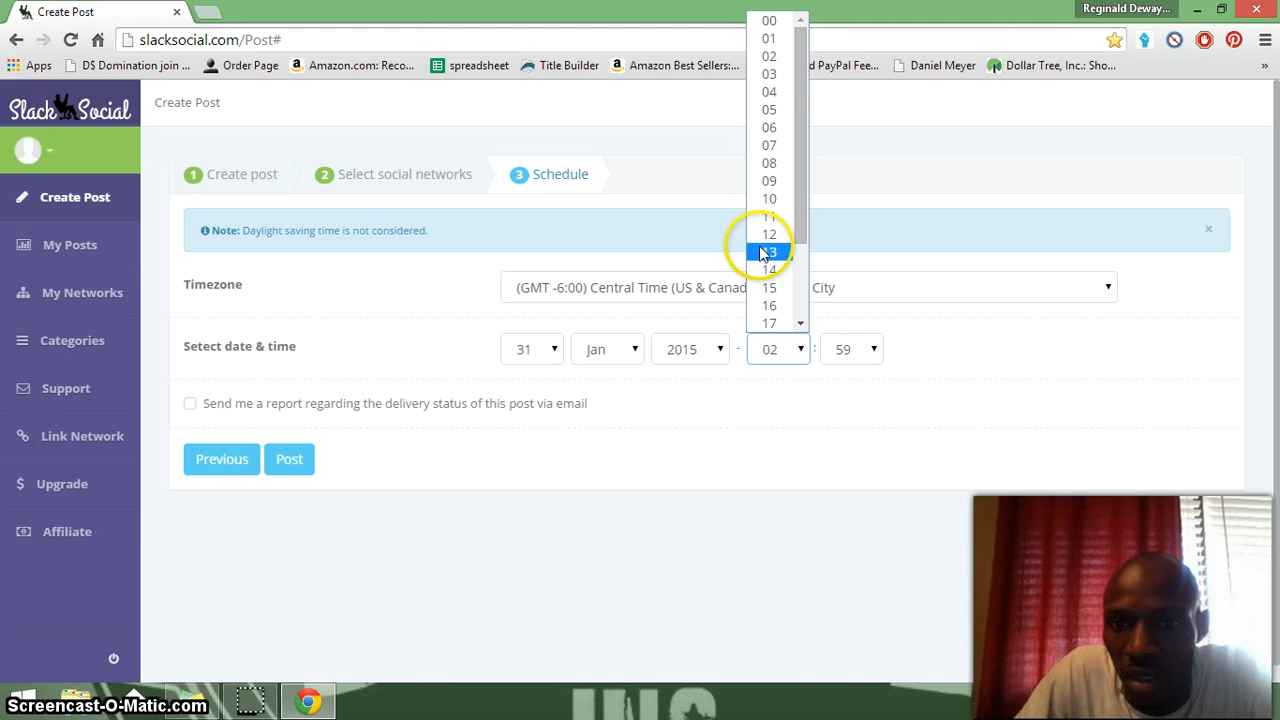 Create Post
Reginald Deway...
slacksocial.com/Post#
Apps
DS Domination join ...
Order Page
Amazon.com: Reco...
spreadsheet
Title Builder
Amazon Best Sellers:...
PayPal Fee...
Daniel Meyer
Dollar Tree, Inc.: Sho...
»
Slack Social
Create Post
Create Post
My Posts
My Networks
Categories
Support
Link Network
Upgrade
Affiliate
1 Create post
2 Select social networks
3 Schedule
Note: Daylight saving time is not considered.
×
Timezone
(GMT -6:00) Central Time (US & Canad
City
Select date & time
31
Jan
2015
-
02
:
59
00
01
02
03
04
05
06
07
08
09
10
11
12
13
14
15
16
17
Send me a report regarding the delivery status of this post via email
Previous
Post
Screencast-O-Matic.com